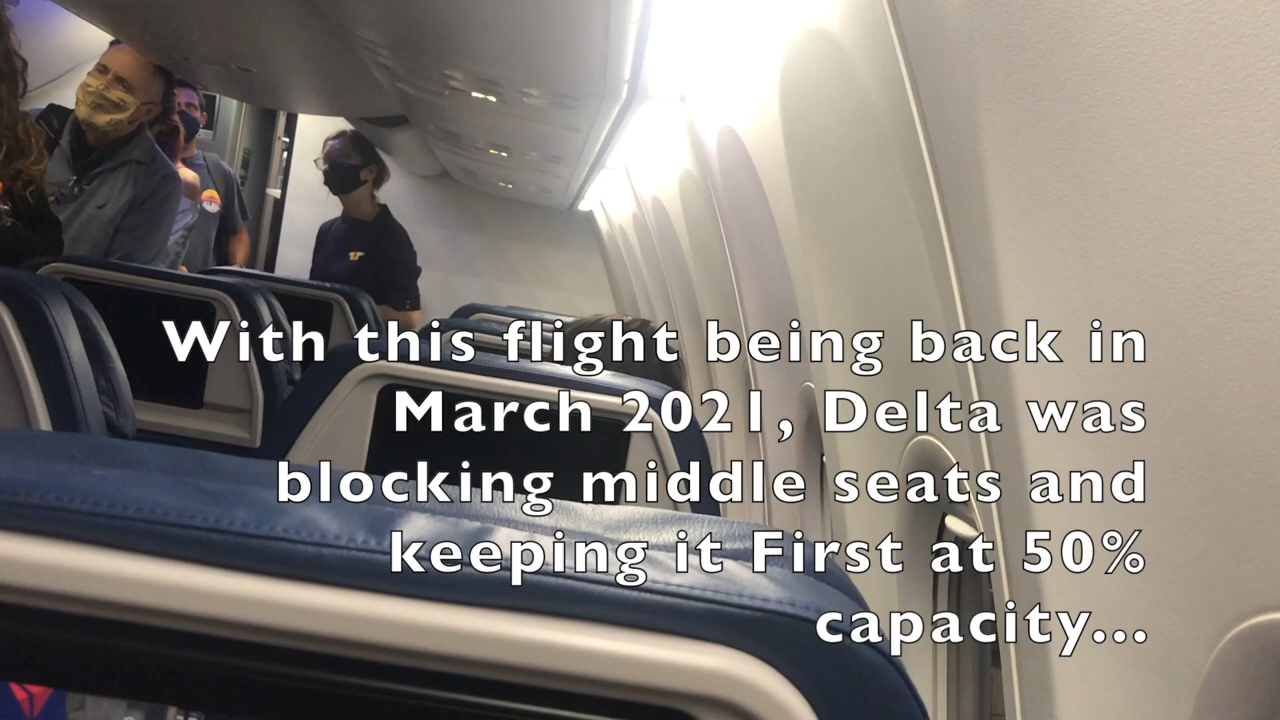 With this flight being back in
March 2021, Delta was
blocking middle seats and
keeping it First at 50%
capacity...